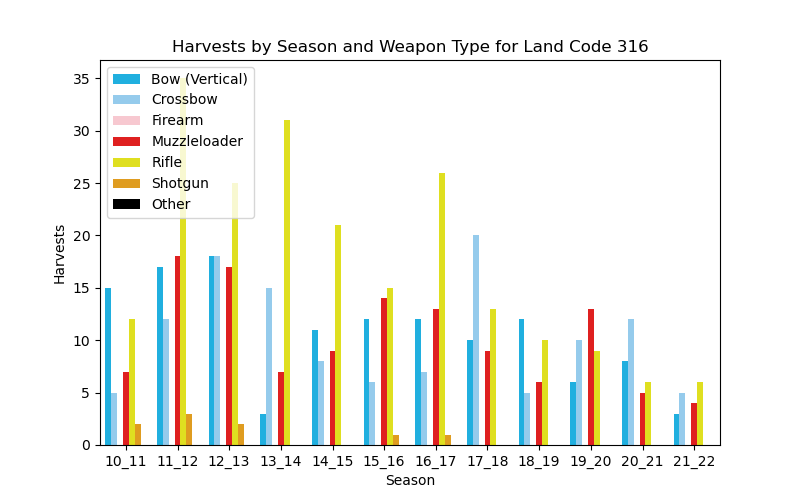 Harvests by Season and Weapon Type for Land Code 316
Harvests
35
30
25
20
15
10
5
0
Bow (Vertical)
Crossbow
Firearm
Muzzleloader
Rifle
Shotgun
Other
10_11 11_12 12_13 13_14 14_15 15_16 16_17 17_18 18_19 19_20 20_21 21_22
Season